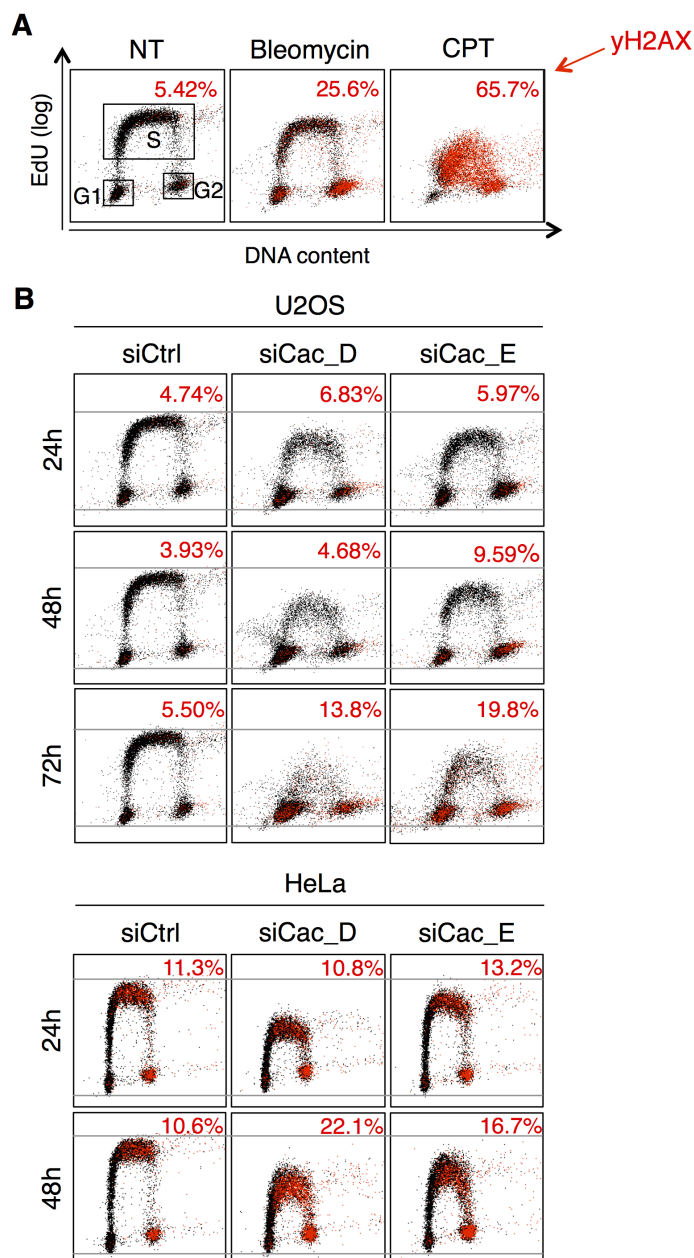 A
NT
Bleomycin
CPT
yH2AX
5.42%
25.6%
65.7%
EdU (log)
S
G1
G2
DNA content
B
U2OS
siCtrl
siCac_D
siCac_E
24h
4.74%
6.83%
5.97%
48h
3.93%
4.68%
9.59%
72h
5.50%
13.8%
19.8%
HeLa
siCtrl
siCac_D
siCac_E
24h
11.3%
10.8%
13.2%
48h
10.6%
22.1%
16.7%